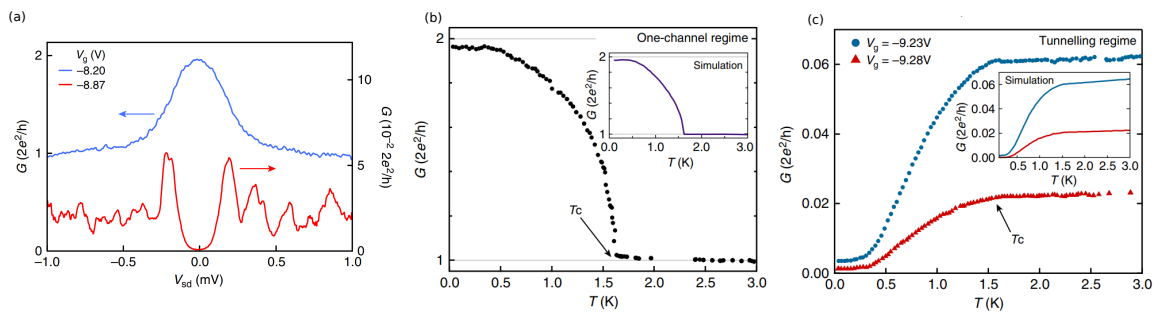 (a)
V_g (V)
−8.20
−8.87
G (2e²/h)
2
1
0
10
5
0
G (10⁻² 2e²/h)
−1.0 −0.5 0.0 0.5 1.0
V_sd (mV)
(b)
One-channel regime
G (2e²/h)
2
1
Tc
0.0 0.5 1.0 1.5 2.0 2.5 3.0
T (K)
Simulation
G (2e²/h)
2
1
0.0 1.0 2.0 3.0
T (K)
(c)
V_g = −9.23V
V_g = −9.28V
Tunnelling regime
G (2e²/h)
0.06
0.04
0.02
0.00
Tc
0.0 0.5 1.0 1.5 2.0 2.5 3.0
T (K)
Simulation
G (2e²/h)
0.06
0.04
0.02
0.00
0.5 1.0 1.5 2.0 2.5 3.0
T (K)